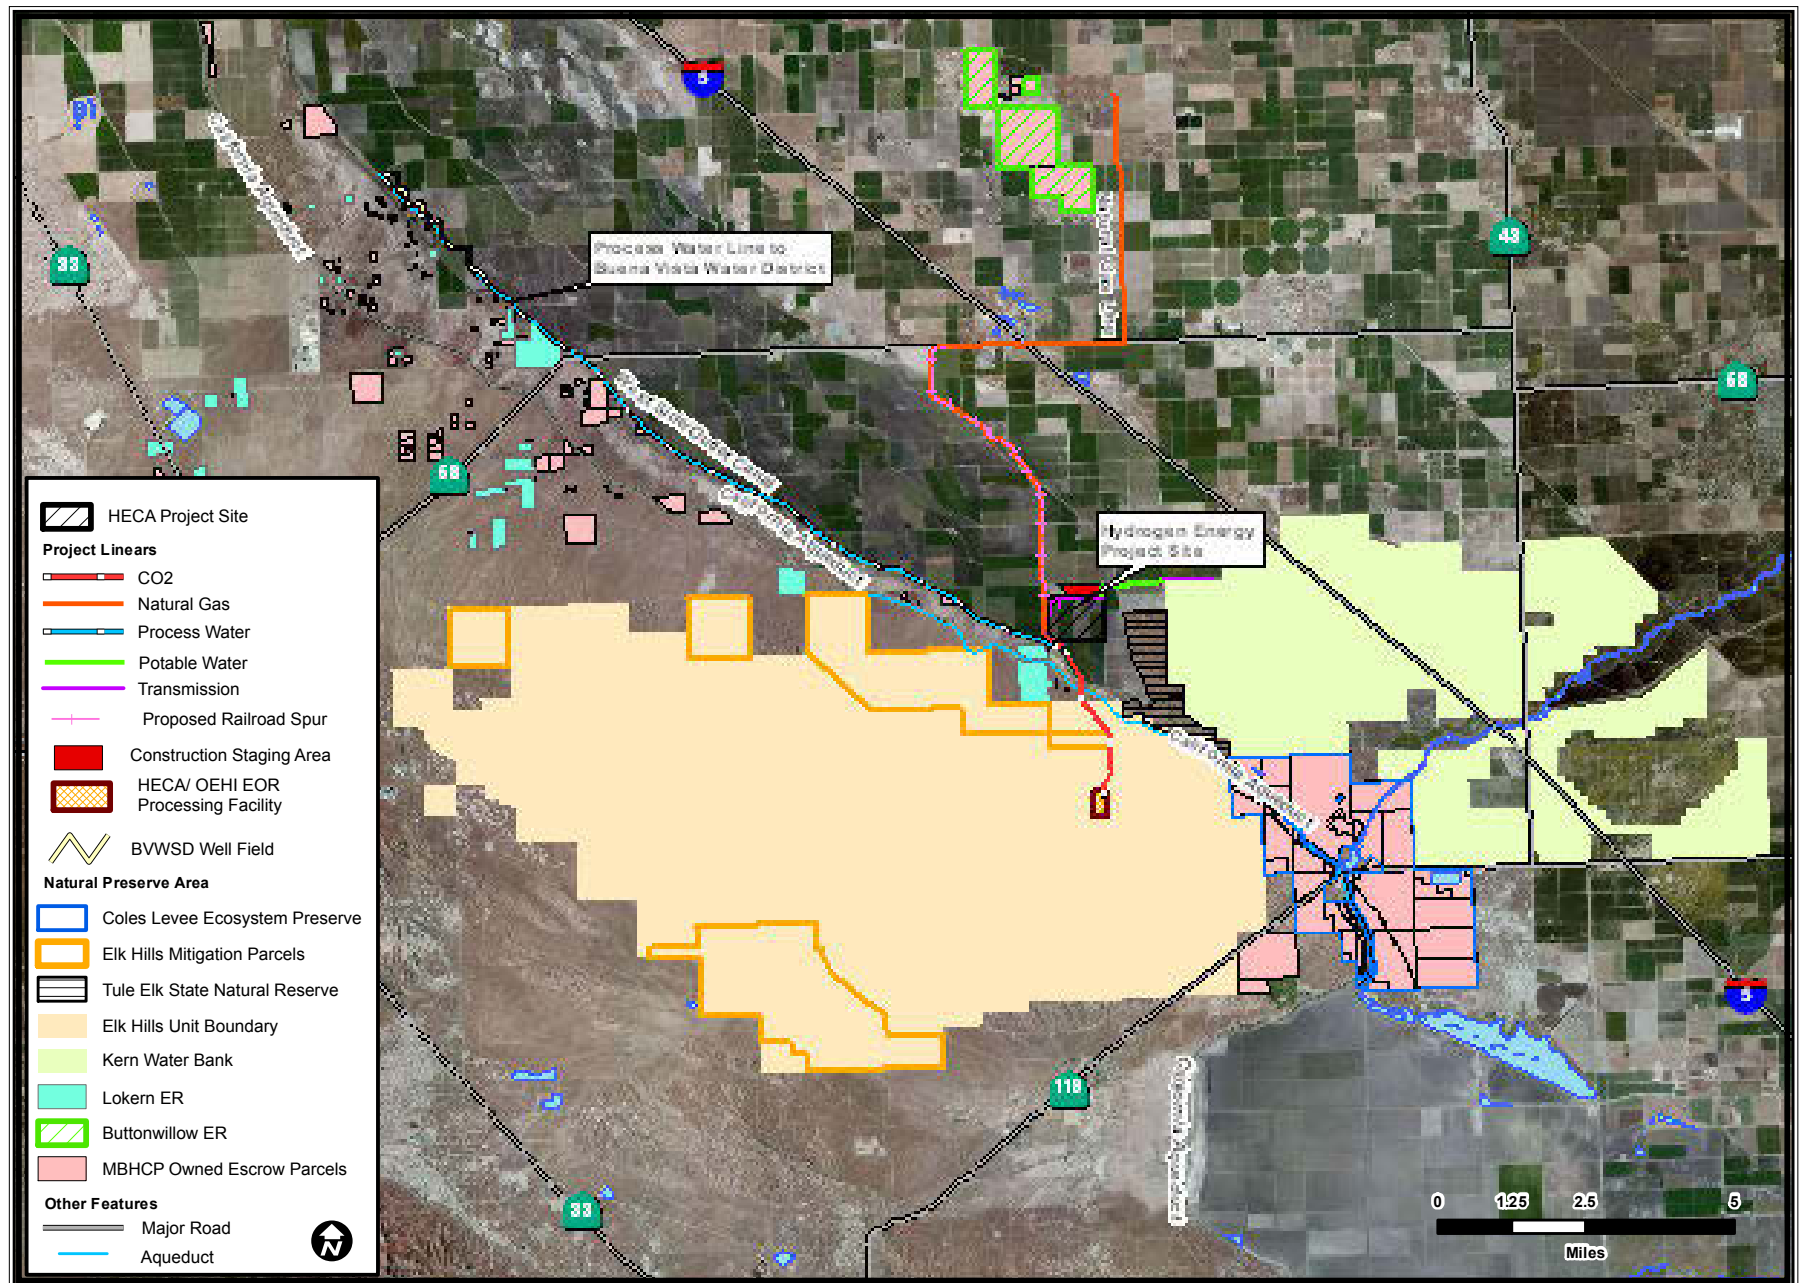 5
33
43
Process Water Line to
Buena Vista Water District
58
58
Hydrogen Energy
Project Site
California Aqueduct
119
5
33
HECA Project Site
Project Linears
CO2
Natural Gas
Process Water
Potable Water
Transmission
Proposed Railroad Spur
Construction Staging Area
HECA/ OEHI EOR
Processing Facility
BVWSD Well Field
Natural Preserve Area
Coles Levee Ecosystem Preserve
Elk Hills Mitigation Parcels
Tule Elk State Natural Reserve
Elk Hills Unit Boundary
Kern Water Bank
Lokern ER
Buttonwillow ER
MBHCP Owned Escrow Parcels
Other Features
Major Road
Aqueduct
N
0 1.25 2.5 5
Miles